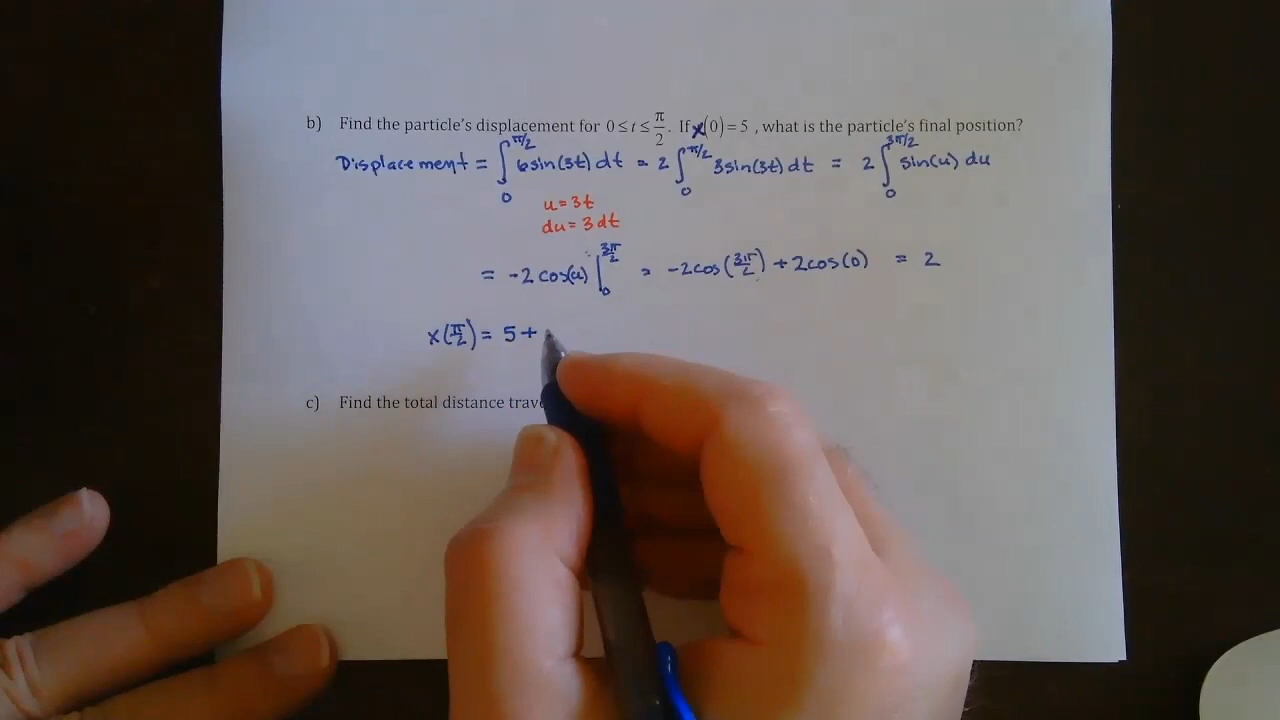 b) Find the particle's displacement for 0 ≤ t ≤ π/2. If x(0) = 5, what is the particle's final position?
Displacement = ∫₀^{π/2} 6sin(3t) dt = 2 ∫₀^{π/2} 3sin(3t) dt = 2 ∫₀^{3π/2} sin(u) du
u = 3t
du = 3 dt
= -2cos(u) |₀^{3π/2} = -2cos(3π/2) + 2cos(0) = 2
x(π/2) = 5 +
c) Find the total distance